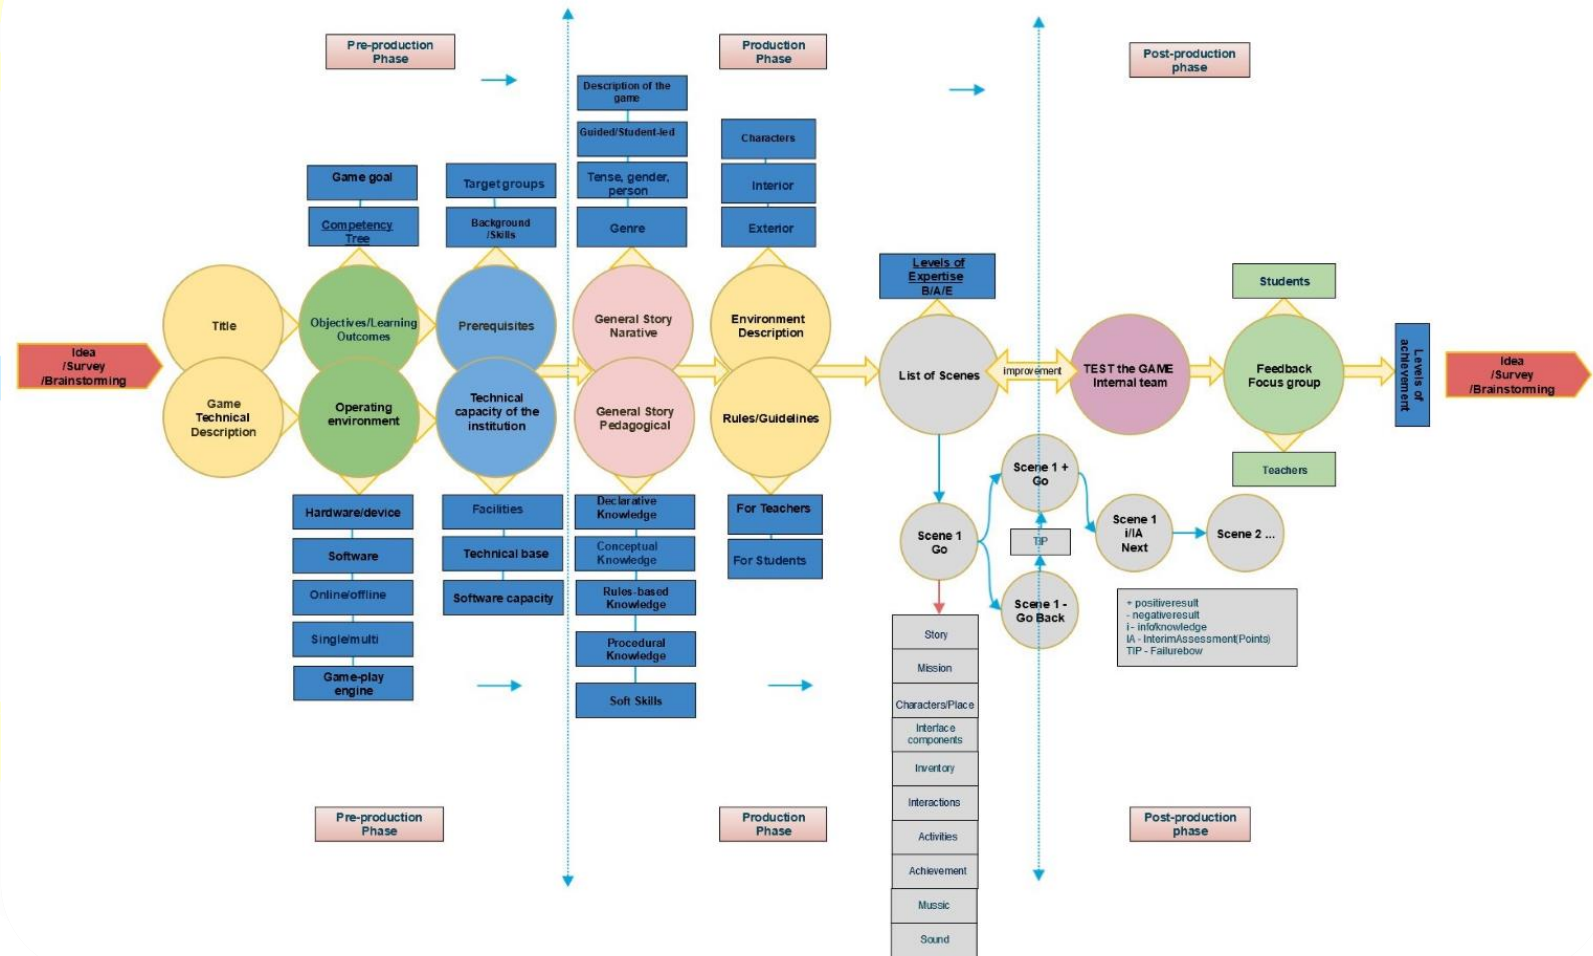 Pre-production
Phase
Production
Phase
Post-production
phase
Description of the
game
Guided/Student-led
Tense, gender,
person
Genre
Characters
Interior
Exterior
Game goal
Competency
Tree
Target groups
Background
/Skills
Levels of
Expertise
B/A/E
Students
Idea
/Survey
/Brainstorming
Title
Objectives/Learning
Outcomes
Prerequisites
General Story
Narative
Environment
Description
List of Scenes
improvement
TEST the GAME
Internal team
Feedback
Focus group
Levels of
achievement
Idea
/Survey
/Brainstorming
Game
Technical
Description
Operating
environment
Technical
capacity of the
institution
General Story
Pedagogical
Rules/Guidelines
Teachers
Hardware/device
Software
Online/offline
Single/multi
Game-play
engine
Facilities
Technical base
Software capacity
Declarative
Knowledge
Conceptual
Knowledge
Rules-based
Knowledge
Procedural
Knowledge
Soft Skills
For Teachers
For Students
Scene 1
Go
Scene 1 +
Go
TIP
Scene 1 -
Go Back
Scene 1
i/IA
Next
Scene 2 ...
+ positiveresult
- negativeresult
i - info/knowledge
IA - InterimAssessment(Points)
TIP - Failurebow
Story
Mission
Characters/Place
Interface
components
Inventory
Interactions
Activities
Achievement
Mussic
Sound
Pre-production
Phase
Production
Phase
Post-production
phase